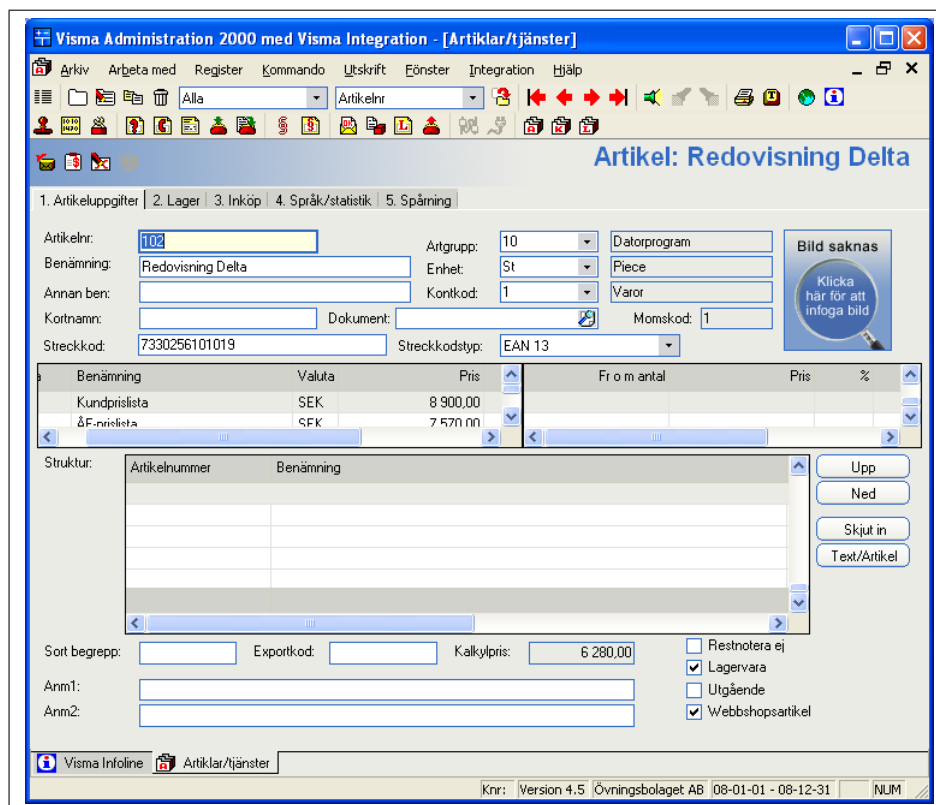 Visma Administration 2000 med Visma Integration - [Artiklar/tjänster]
Arkiv Arbeta med Register Kommando Utskrift Fönster Integration Hjälp
Alla Artikelnr
Artikel: Redovisning Delta
1. Artikeluppgifter 2. Lager 3. Inköp 4. Språk/statistik 5. Spårning
Artikelnr: 102 Artgrupp: 10 Datorprogram
Benämning: Redovisning Delta Enhet: St Piece
Annan ben: Kontkod: 1 Varor
Kortnamn: Dokument: Momskod: 1
Streckkod: 7330256101019 Streckkodstyp: EAN 13
Bild saknas
Klicka
här för att
infoga bild
Benämning Valuta Pris Fr o m antal Pris %
Kundprislista SEK 8 900,00
ÅF-prislista SEK 7 570,00
Struktur: Artikelnummer Benämning
Upp
Ned
Skjut in
Text/Artikel
Sort begrepp: Exportkod: Kalkylpris: 6 280,00
Restnotera ej
Lagervara
Anm1:
Utgående
Anm2:
Webbshopsartikel
Visma Infoline Artiklar/tjänster
Knr: Version 4.5 Övningsbolaget AB 08-01-01 - 08-12-31 NUM